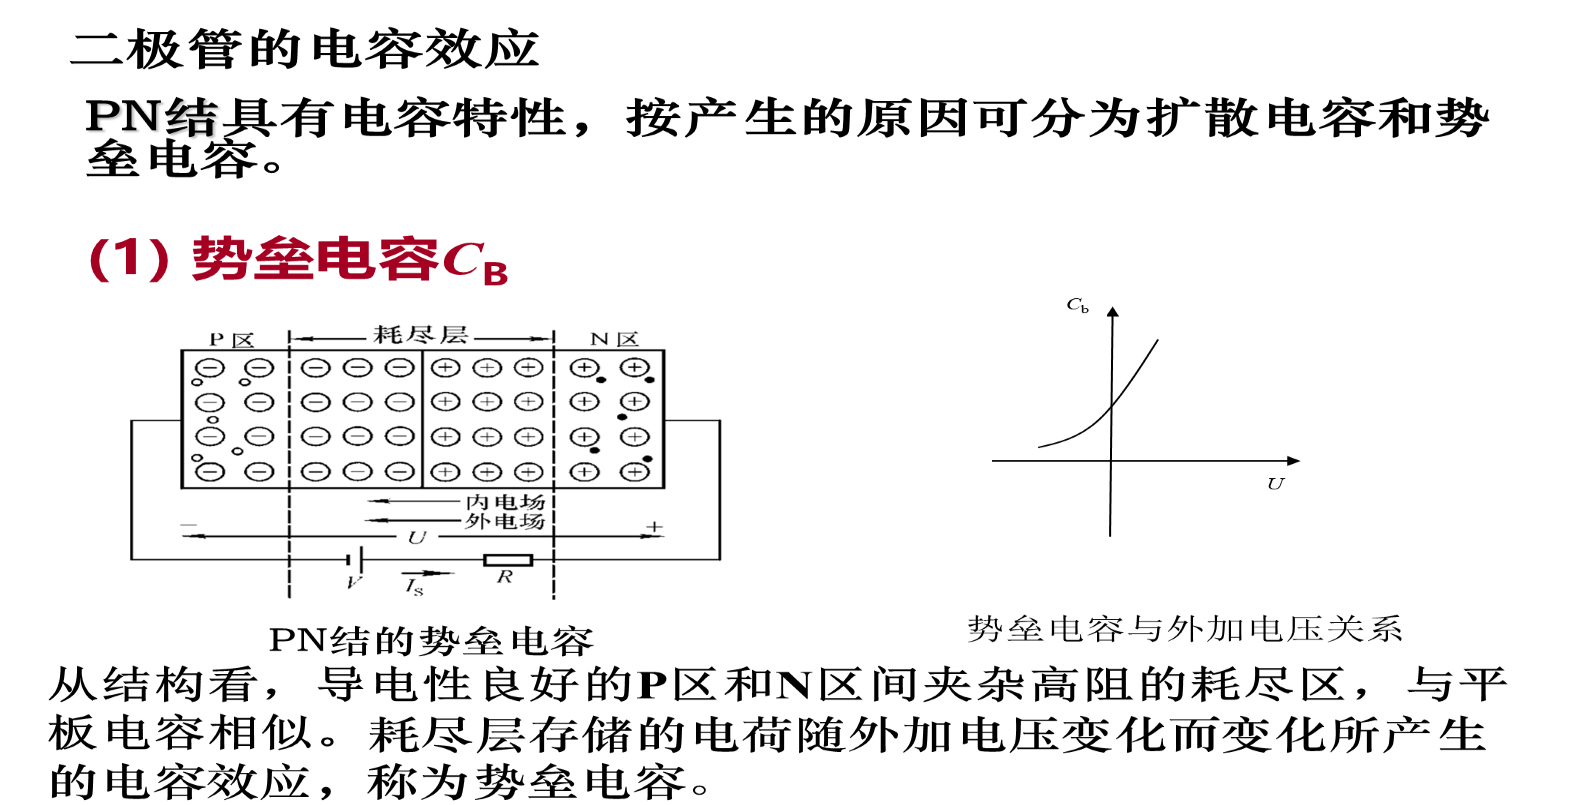 二极管的电容效应
PN结具有电容特性，按产生的原因可分为扩散电容和势
垒电容。
(1) 势垒电容CB
P 区
耗尽层
N 区
内电场
外电场
−
U
+
V
IS
R
Cb
U
PN结的势垒电容
势垒电容与外加电压关系
从结构看，导电性良好的P区和N区间夹杂高阻的耗尽区，与平
板电容相似。耗尽层存储的电荷随外加电压变化而变化所产生
的电容效应，称为势垒电容。